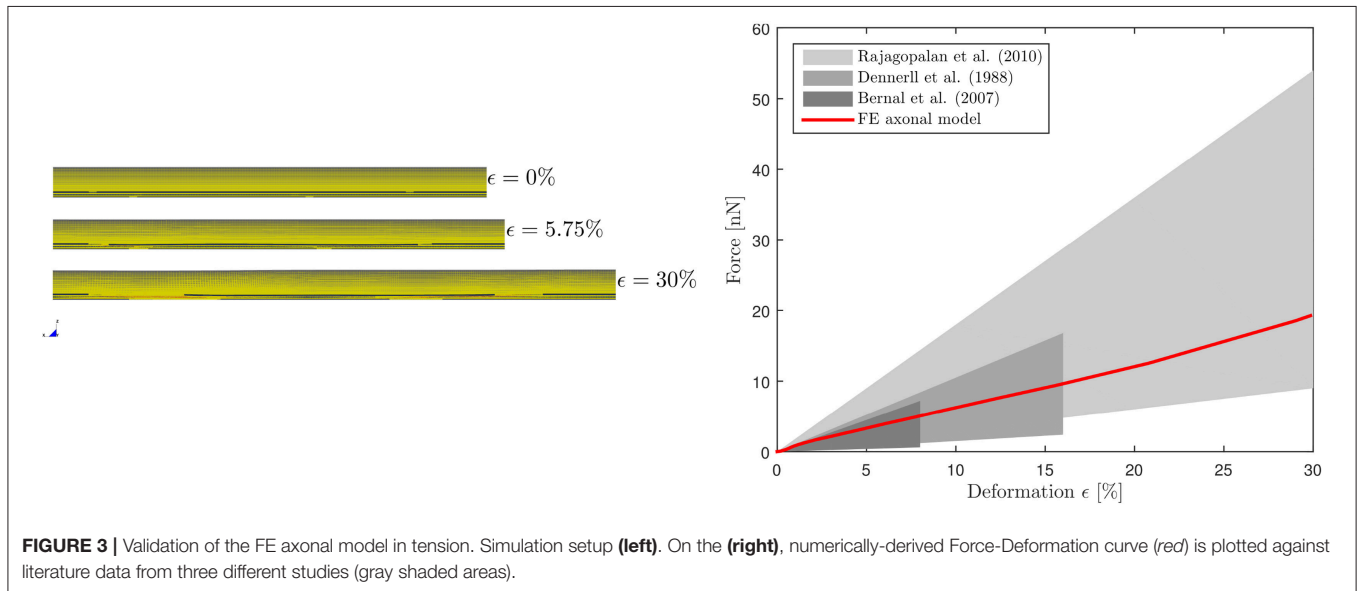 ϵ = 0%
ϵ = 5.75%
ϵ = 30%
z
x
y
60
50
40
30
20
10
0
Force [nN]
Rajagopalan et al. (2010)
Dennerll et al. (1988)
Bernal et al. (2007)
FE axonal model
0 5 10 15 20 25 30
Deformation ϵ [%]
FIGURE 3 | Validation of the FE axonal model in tension. Simulation setup (left). On the (right), numerically-derived Force-Deformation curve (red) is plotted against
literature data from three different studies (gray shaded areas).